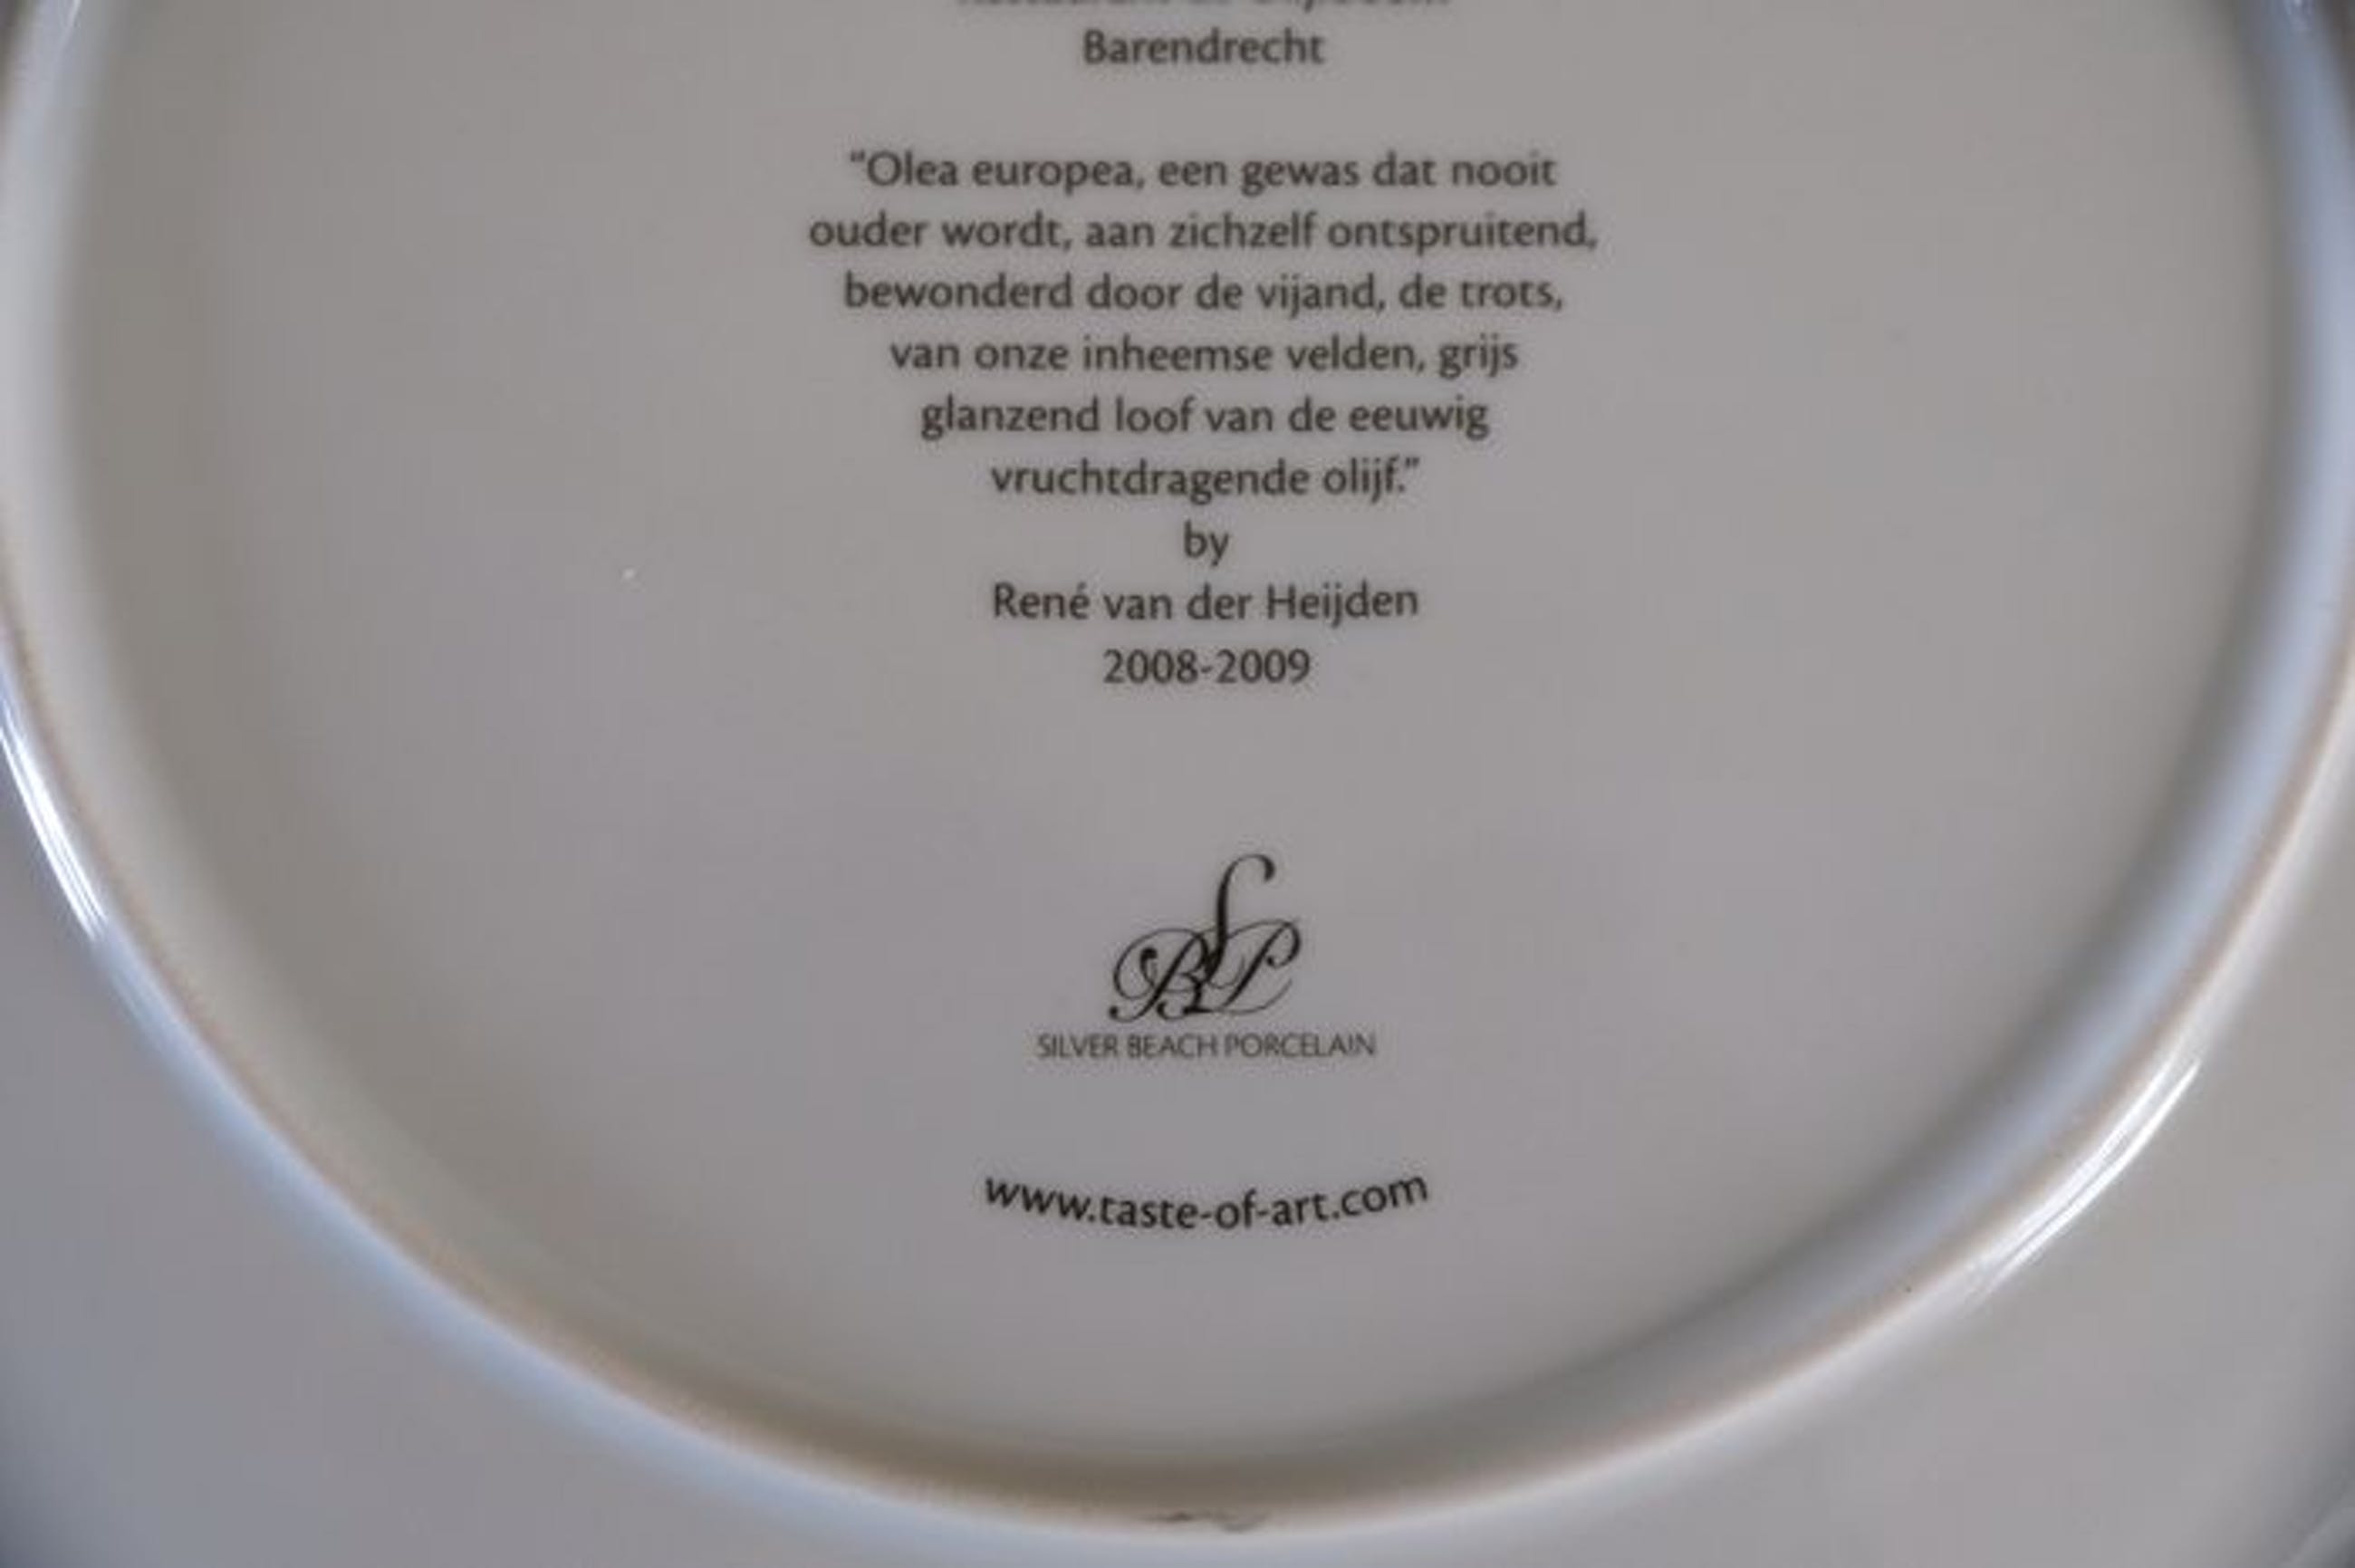 Barendrecht
“Olea europea, een gewas dat nooit
ouder wordt, aan zichzelf ontspruitend,
bewonderd door de vijand, de trots,
van onze inheemse velden, grijs
glanzend loof van de eeuwig
vruchtdragende olijf.”
by
René van der Heijden
2008-2009
BSP
SILVER BEACH PORCELAIN
www.taste-of-art.com